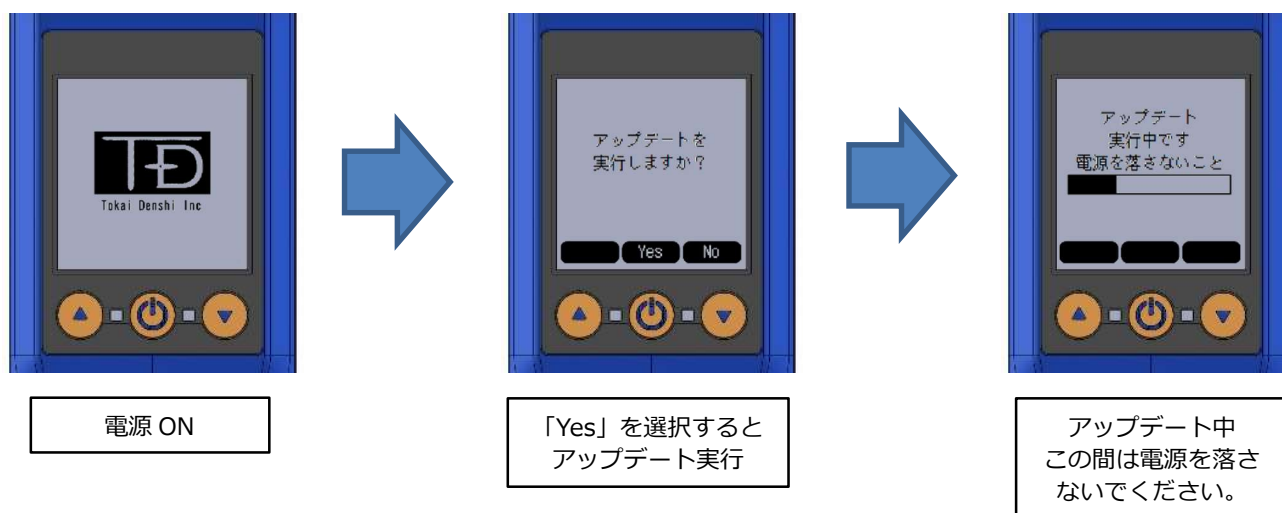 TD
Tokai Denshi Inc
電源 ON
アップデートを
実行しますか？
Yes
No
「Yes」を選択すると
アップデート実行
アップデート
実行中です
電源を落さないこと
アップデート中
この間は電源を落さ
ないでください。